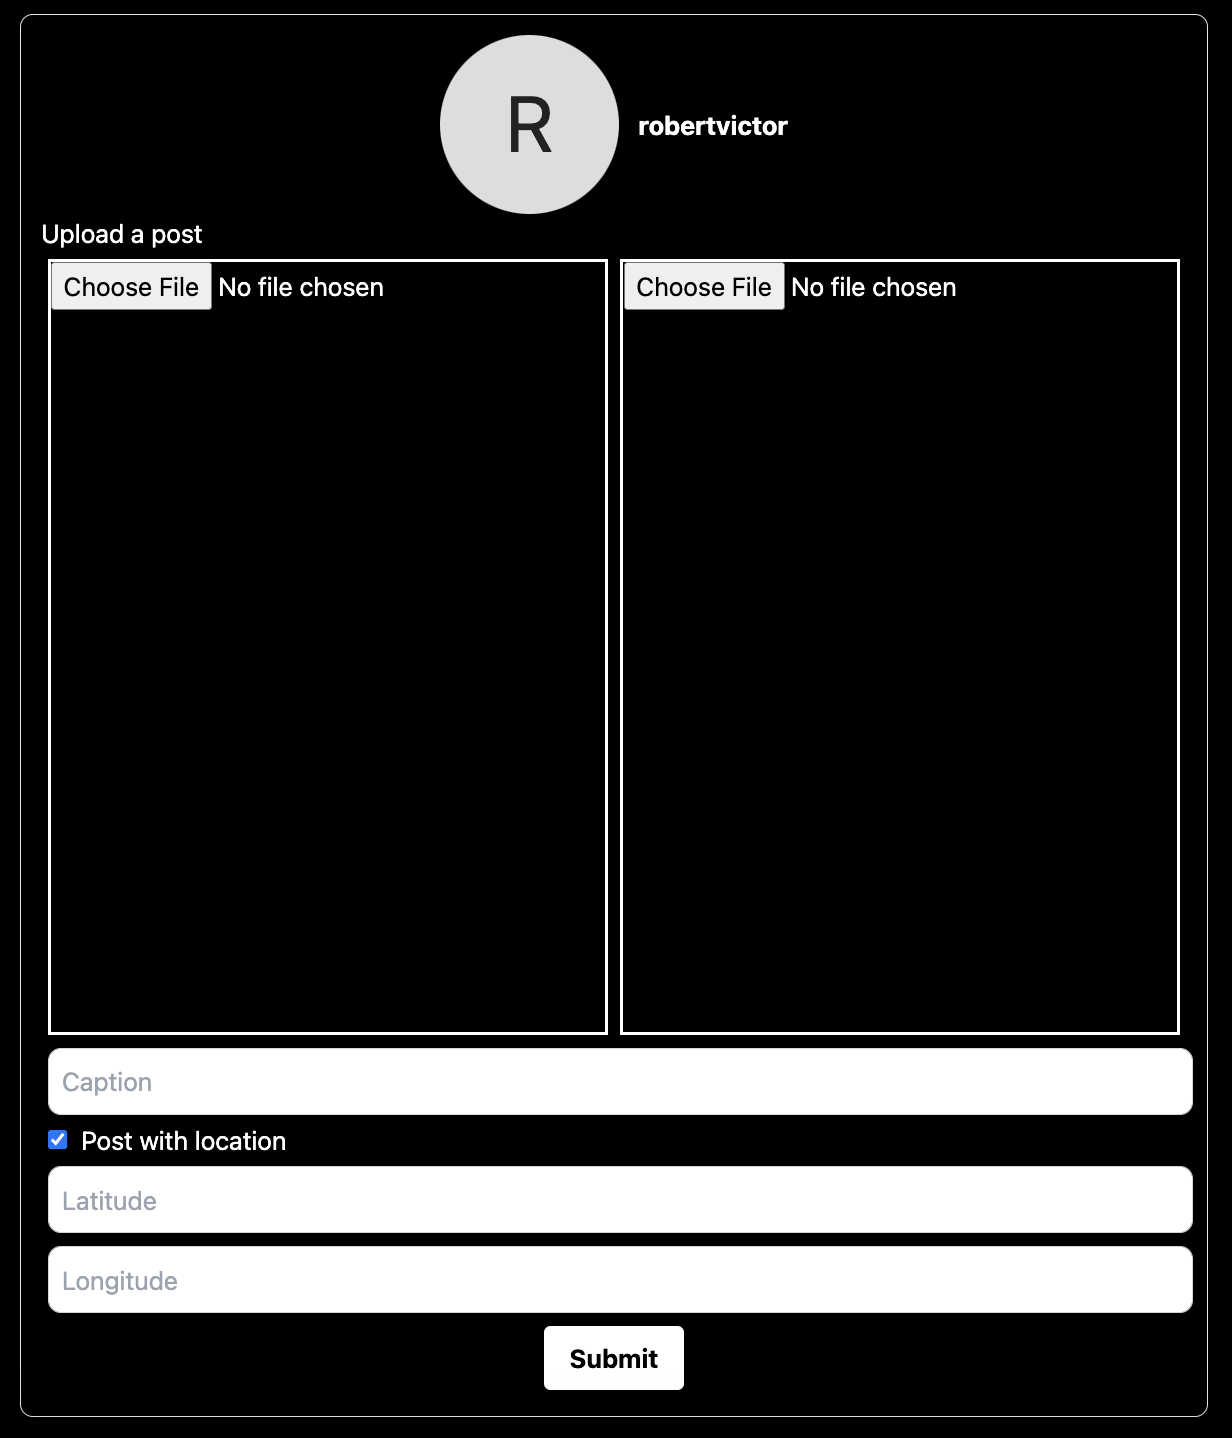 R
robertvictor
Upload a post
Choose File No file chosen
Choose File No file chosen
Caption
Post with location
Latitude
Longitude
Submit